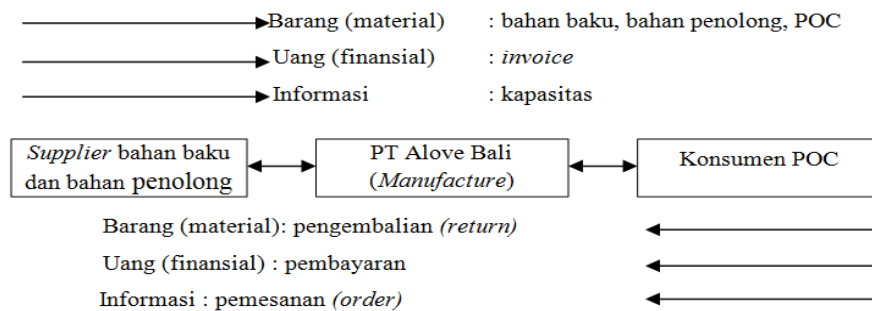 Barang (material) : bahan baku, bahan penolong, POC
Uang (finansial) : invoice
Informasi : kapasitas
Supplier bahan baku
dan bahan penolong
PT Alove Bali
(Manufacture)
Konsumen POC
Barang (material): pengembalian (return)
Uang (finansial) : pembayaran
Informasi : pemesanan (order)